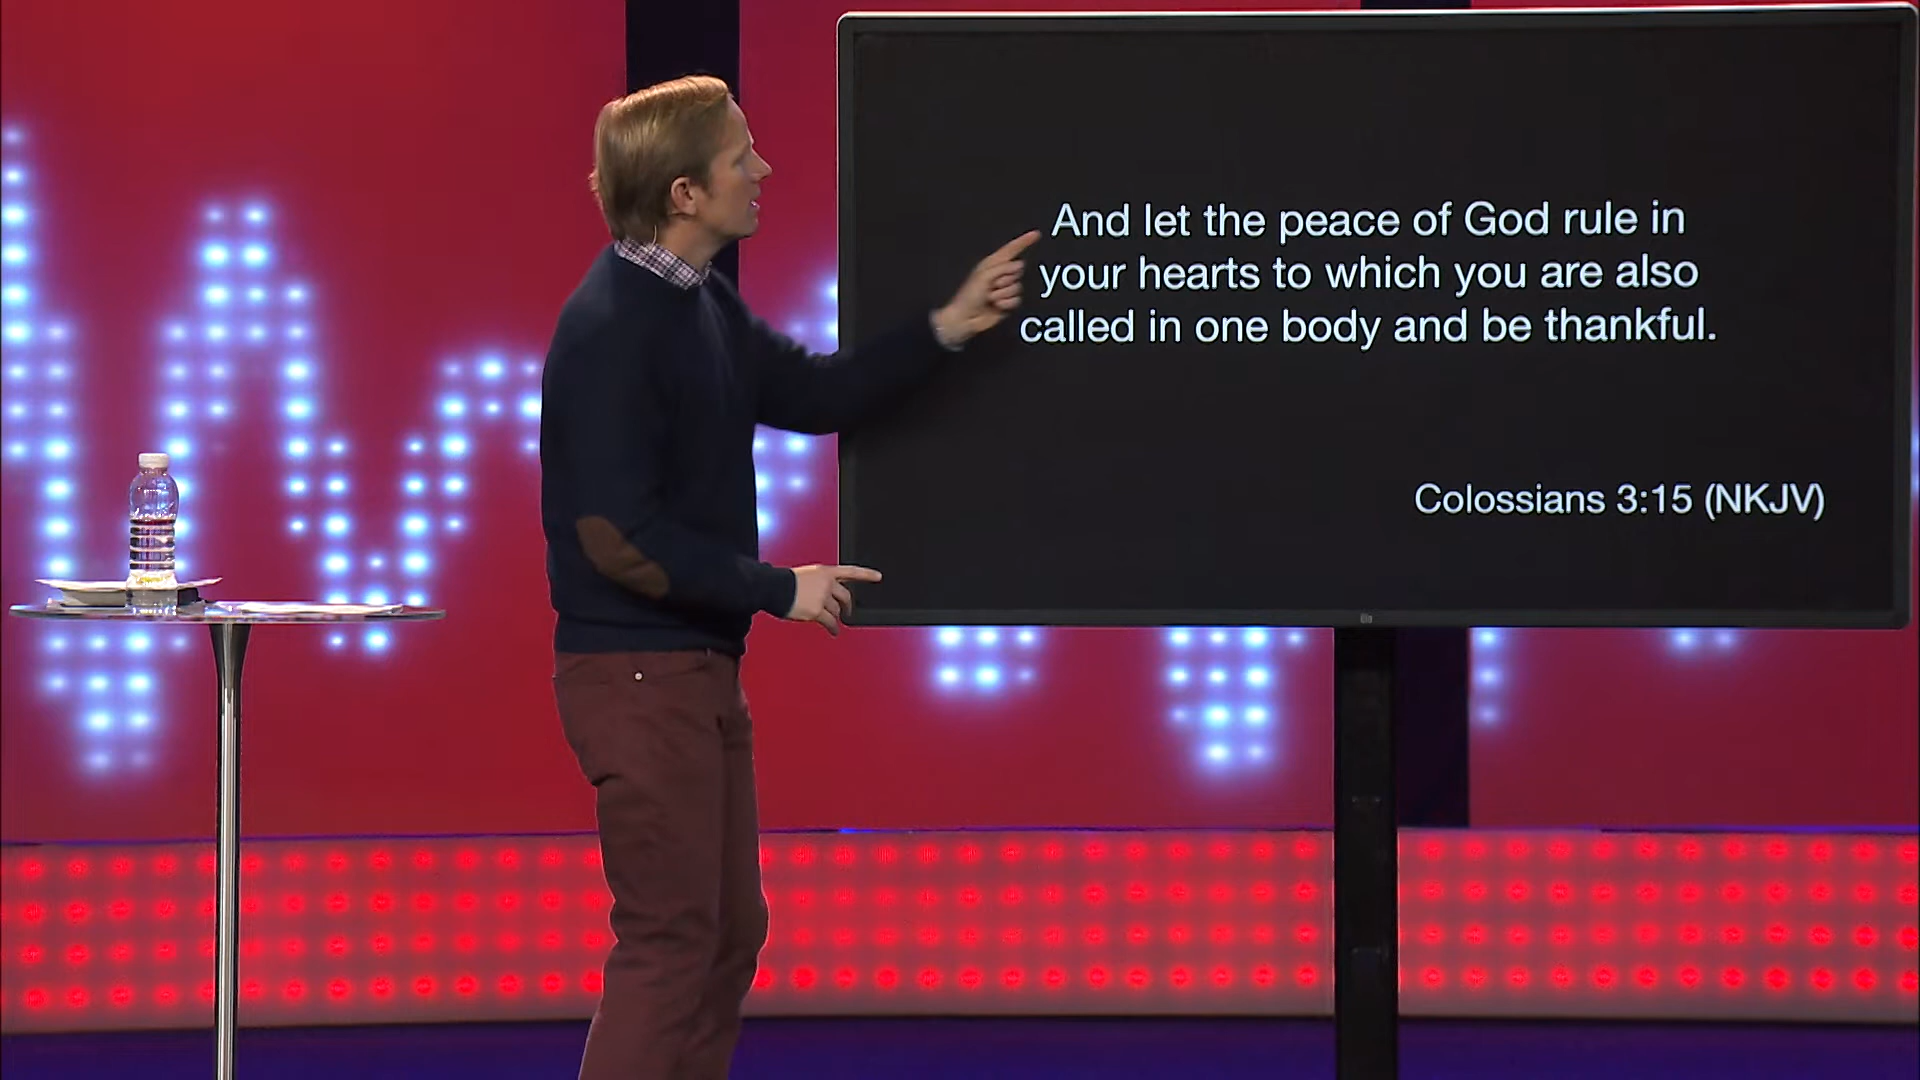 And let the peace of God rule in
your hearts to which you are also
called in one body and be thankful.
Colossians 3:15 (NKJV)